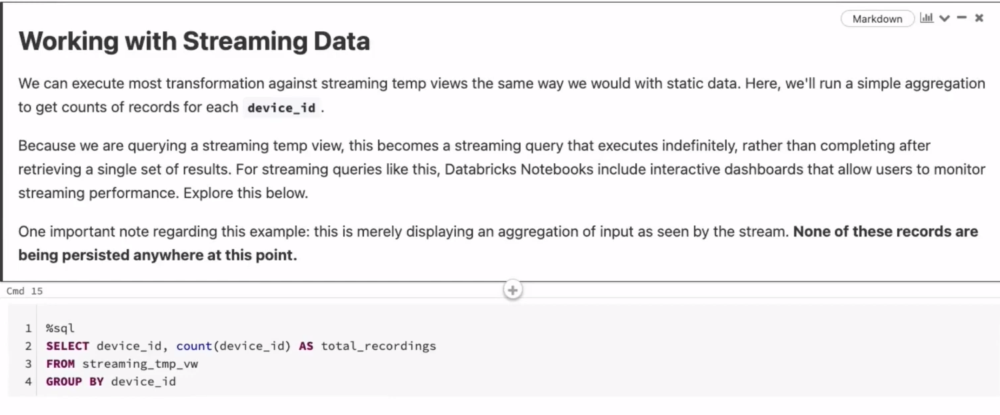 Markdown
Working with Streaming Data
We can execute most transformation against streaming temp views the same way we would with static data. Here, we'll run a simple aggregation
to get counts of records for each device_id .
Because we are querying a streaming temp view, this becomes a streaming query that executes indefinitely, rather than completing after
retrieving a single set of results. For streaming queries like this, Databricks Notebooks include interactive dashboards that allow users to monitor
streaming performance. Explore this below.
One important note regarding this example: this is merely displaying an aggregation of input as seen by the stream. None of these records are
being persisted anywhere at this point.
Cmd 15
1 %sql
2 SELECT device_id, count(device_id) AS total_recordings
3 FROM streaming_tmp_vw
4 GROUP BY device_id